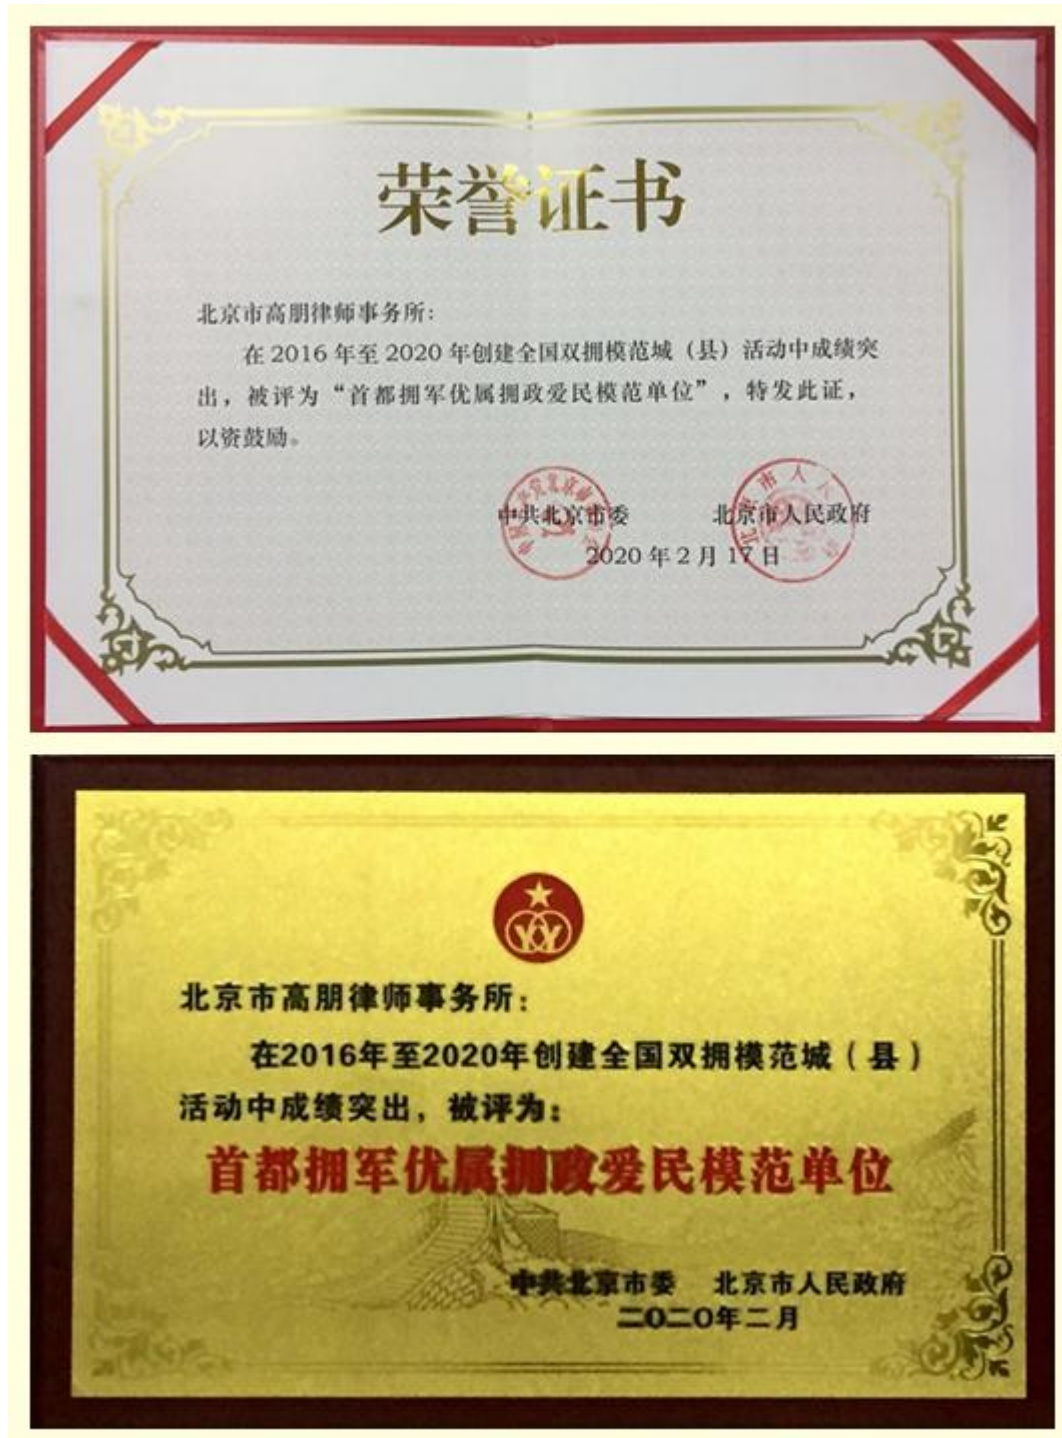 荣誉证书
北京市高朋律师事务所：
在2016年至2020年创建全国双拥模范城（县）活动中成绩突
出，被评为“首都拥军优属拥政爱民模范单位”，特发此证，
以资鼓励。
中共北京市委 北京市人民政府
2020年2月17日
北京市高朋律师事务所：
在2016年至2020年创建全国双拥模范城（县）
活动中成绩突出，被评为：
首都拥军优属拥政爱民模范单位
中共北京市委 北京市人民政府
二〇二〇年二月